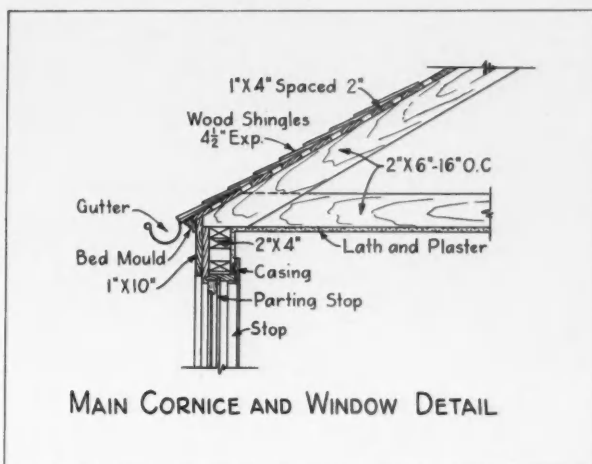 1"X4" Spaced 2"
Wood Shingles
4½" Exp.
2"X6"-16"O.C
Gutter
Bed Mould
1"X10"
2"X4"
Lath and Plaster
Casing
Parting Stop
Stop
MAIN CORNICE AND WINDOW DETAIL